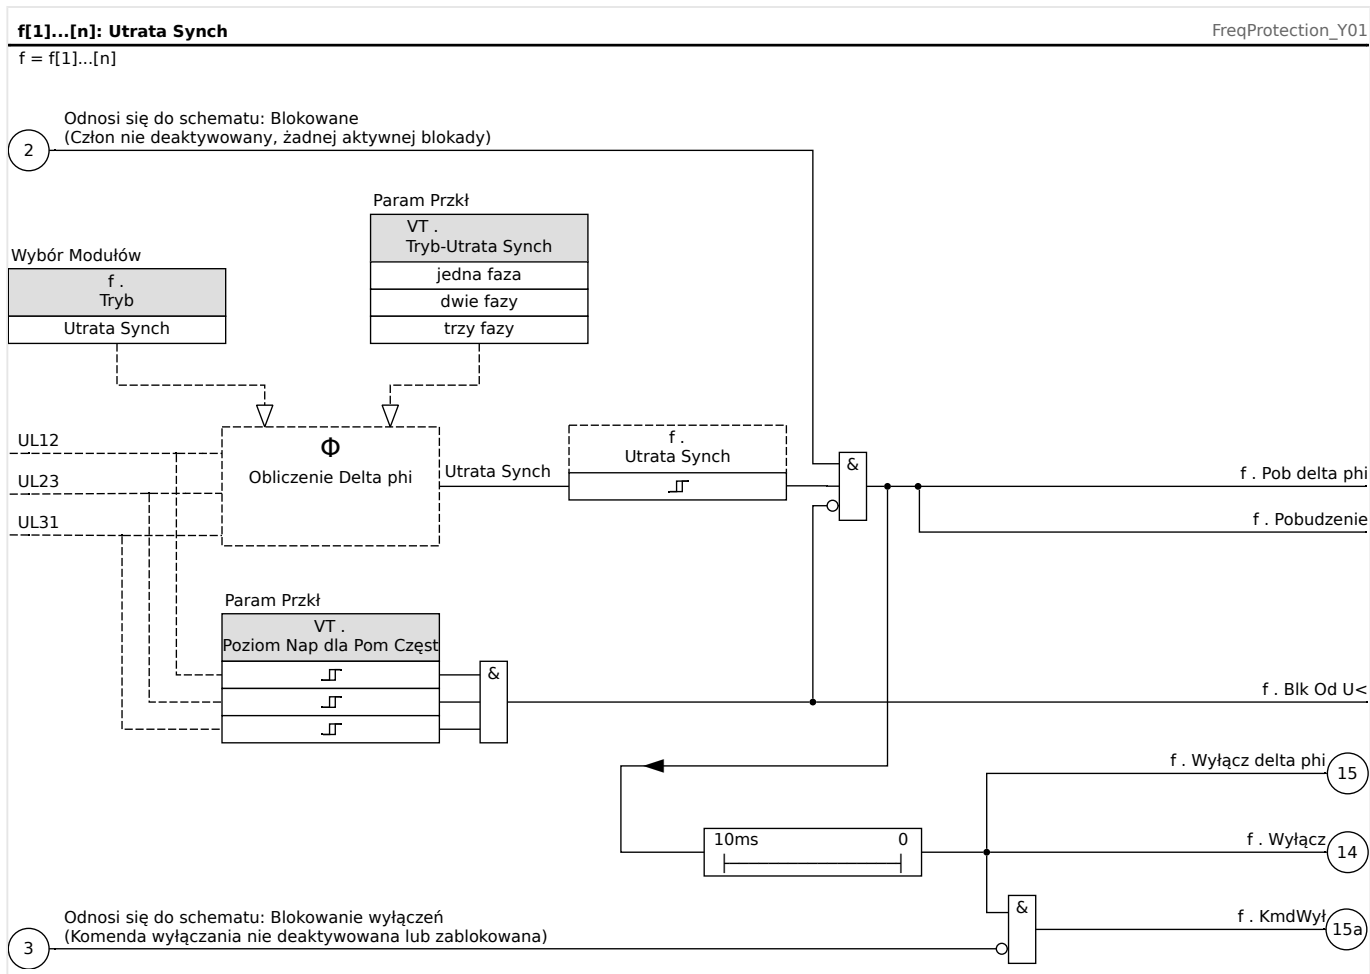 f[1]...[n]: Utrata Synch
FreqProtection_Y01
f = f[1]...[n]
Odnosi się do schematu: Blokowane
(Człon nie deaktywowany, żadnej aktywnej blokady)
2
Param Przkł
VT .
Tryb-Utrata Synch
jedna faza
dwie fazy
trzy fazy
Wybór Modułów
f .
Tryb
Utrata Synch
UL12
UL23
UL31
Φ
Obliczenie Delta phi
Utrata Synch
f .
Utrata Synch
&
f . Pob delta phi
f . Pobudzenie
Param Przkł
VT .
Poziom Nap dla Pom Częst
&
f . Blk Od U<
f . Wyłącz delta phi
15
10ms
0
f . Wyłącz
14
&
f . KmdWył
15a
Odnosi się do schematu: Blokowanie wyłączeń
(Komenda wyłączania nie deaktywowana lub zablokowana)
3